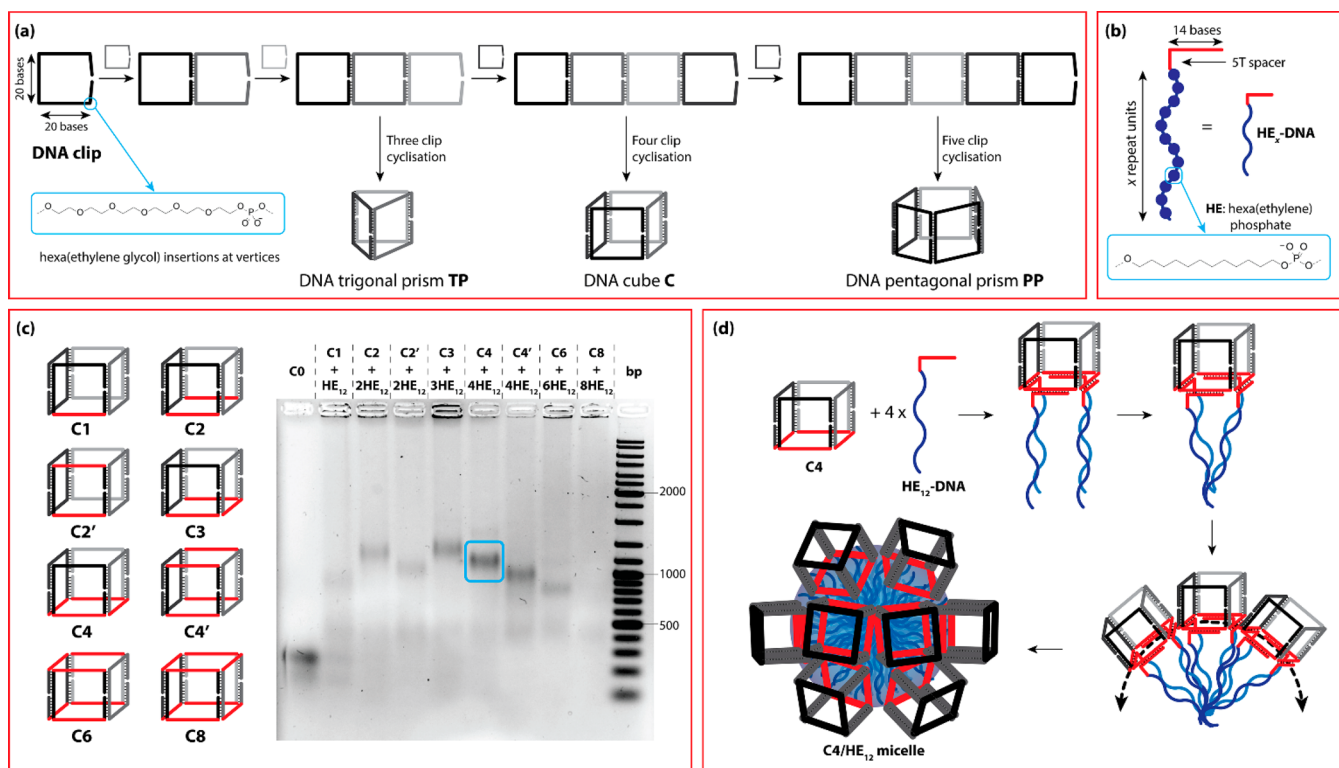 (a)
20 bases
20 bases
DNA clip
hexa(ethylene glycol) insertions at vertices
Three clip
cyclisation
DNA trigonal prism TP
Four clip
cyclisation
DNA cube C
Five clip
cyclisation
DNA pentagonal prism PP
(b)
14 bases
5T spacer
x repeat units
=
HEx-DNA
HE: hexa(ethylene)
phosphate
(c)
C1
C2
C2′
C3
C4
C4′
C6
C8
C0
C1 + HE12
C2 + 2HE12
C2′ + 2HE12
C3 + 3HE12
C4 + 4HE12
C4′ + 4HE12
C6 + 6HE12
C8 + 8HE12
bp
2000
1000
500
(d)
C4
+ 4 x
HE12-DNA
C4/HE12 micelle